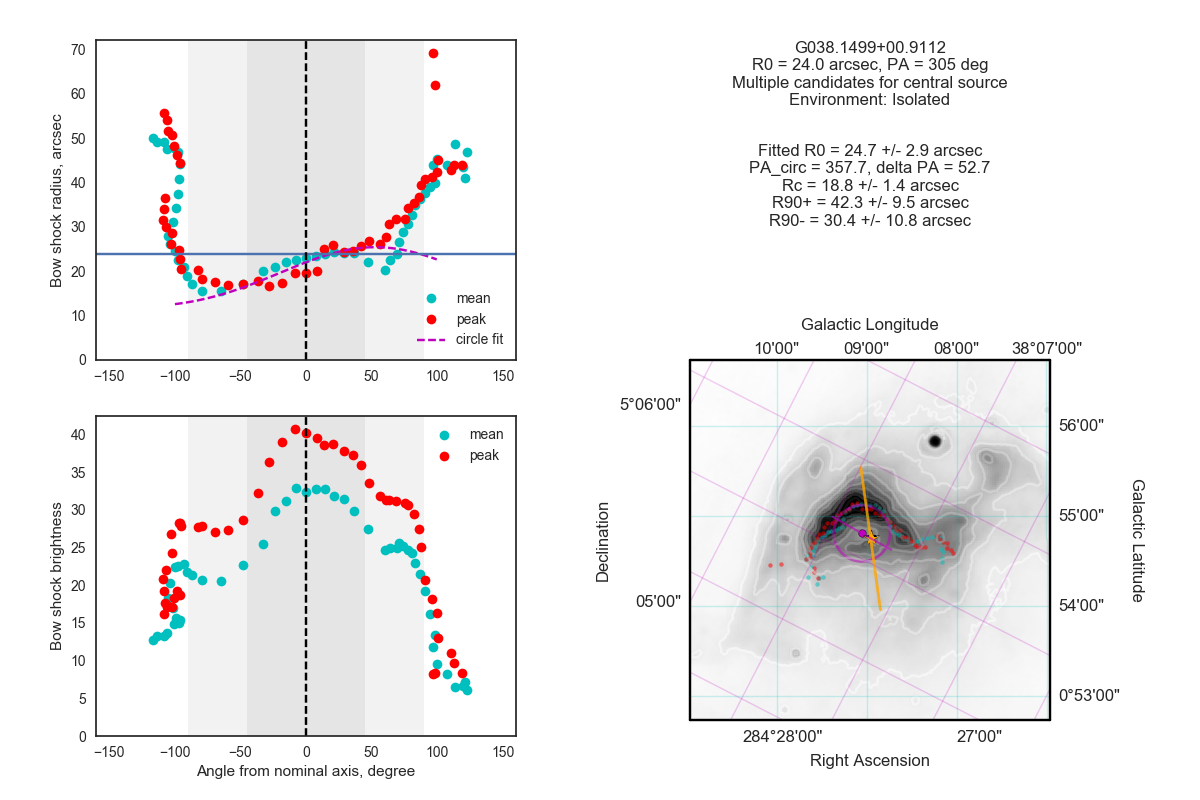 70
60
50
40
30
20
10
0
Bow shock radius, arcsec
−150
−100
−50
0
50
100
150
mean
peak
circle fit
G038.1499+00.9112
R0 = 24.0 arcsec, PA = 305 deg
Multiple candidates for central source
Environment: Isolated
Fitted R0 = 24.7 +/- 2.9 arcsec
PA_circ = 357.7, delta PA = 52.7
Rc = 18.8 +/- 1.4 arcsec
R90+ = 42.3 +/- 9.5 arcsec
R90- = 30.4 +/- 10.8 arcsec
40
35
30
25
20
15
10
5
0
Bow shock brightness
mean
peak
−150
−100
−50
0
50
100
150
Angle from nominal axis, degree
Galactic Longitude
10'00"
09'00"
08'00"
38°07'00"
5°06'00"
05'00"
Declination
56'00"
55'00"
54'00"
0°53'00"
Galactic Latitude
284°28'00"
27'00"
Right Ascension